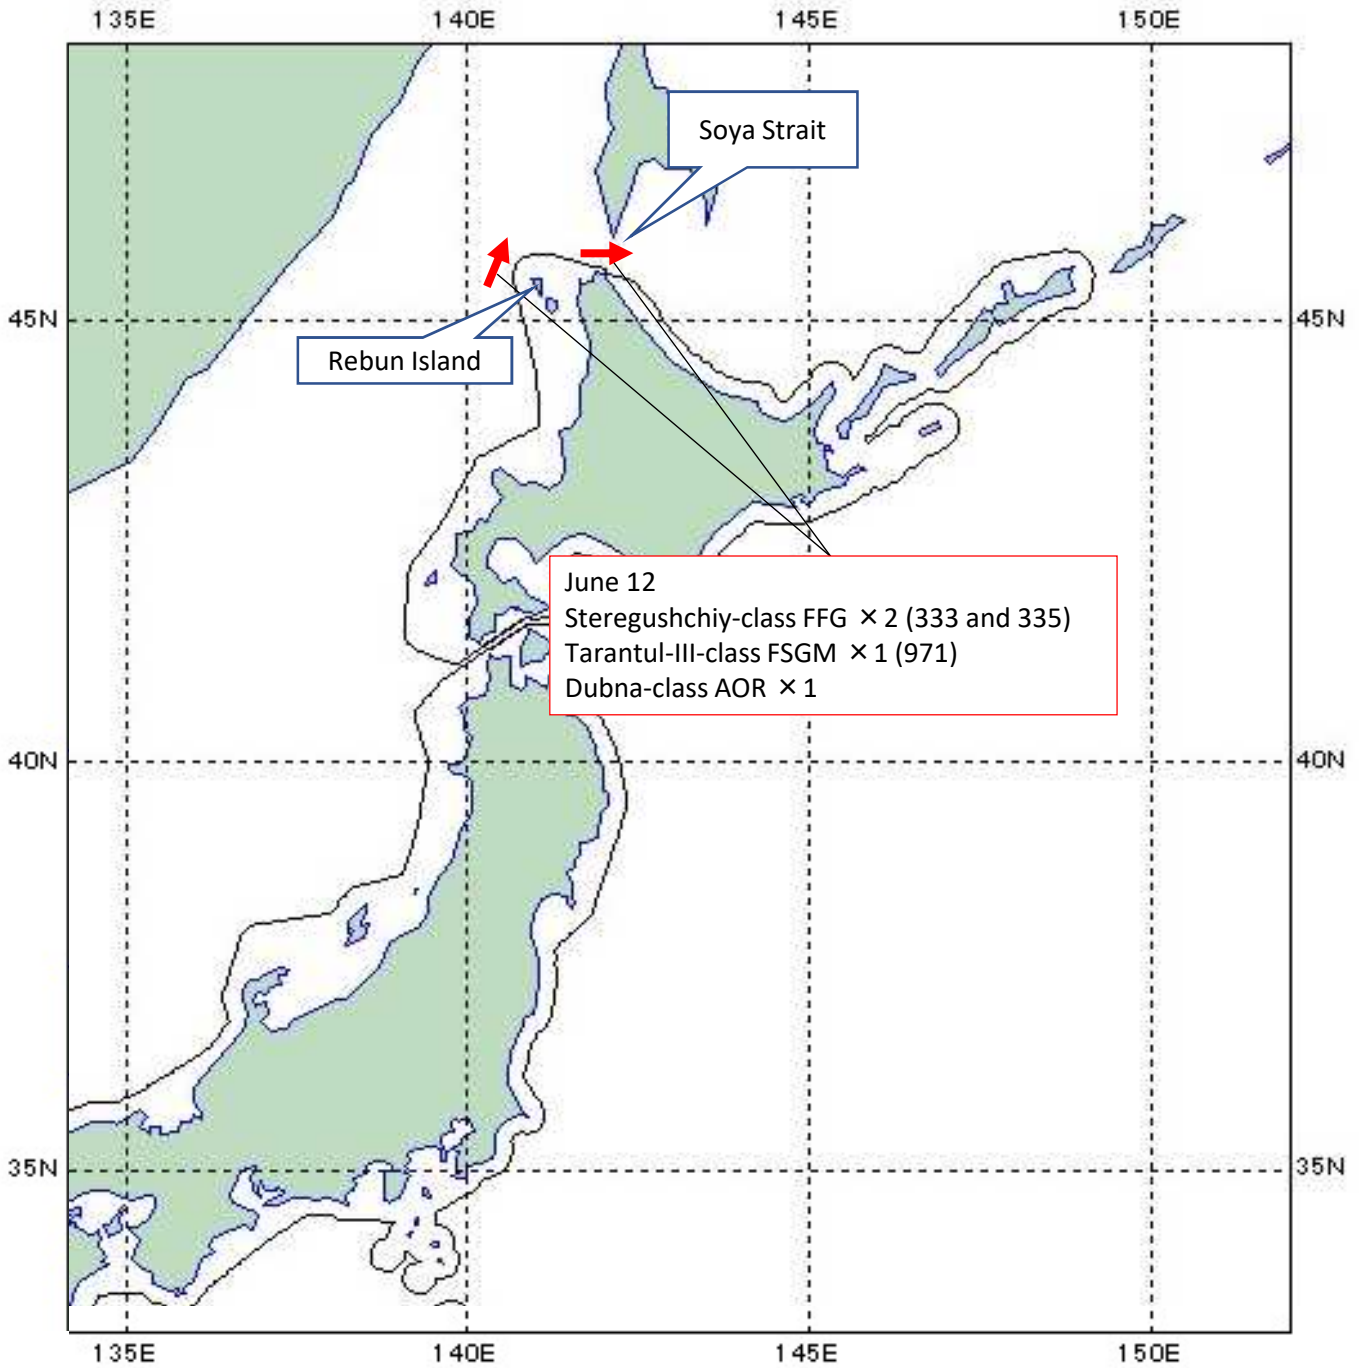 135E 140E 145E 150E
Soya Strait
45N 45N
Rebun Island
June 12
Steregushchiy-class FFG ×2 (333 and 335)
Tarantul-III-class FSGM ×1 (971)
Dubna-class AOR ×1
40N 40N
35N 35N
135E 140E 145E 150E